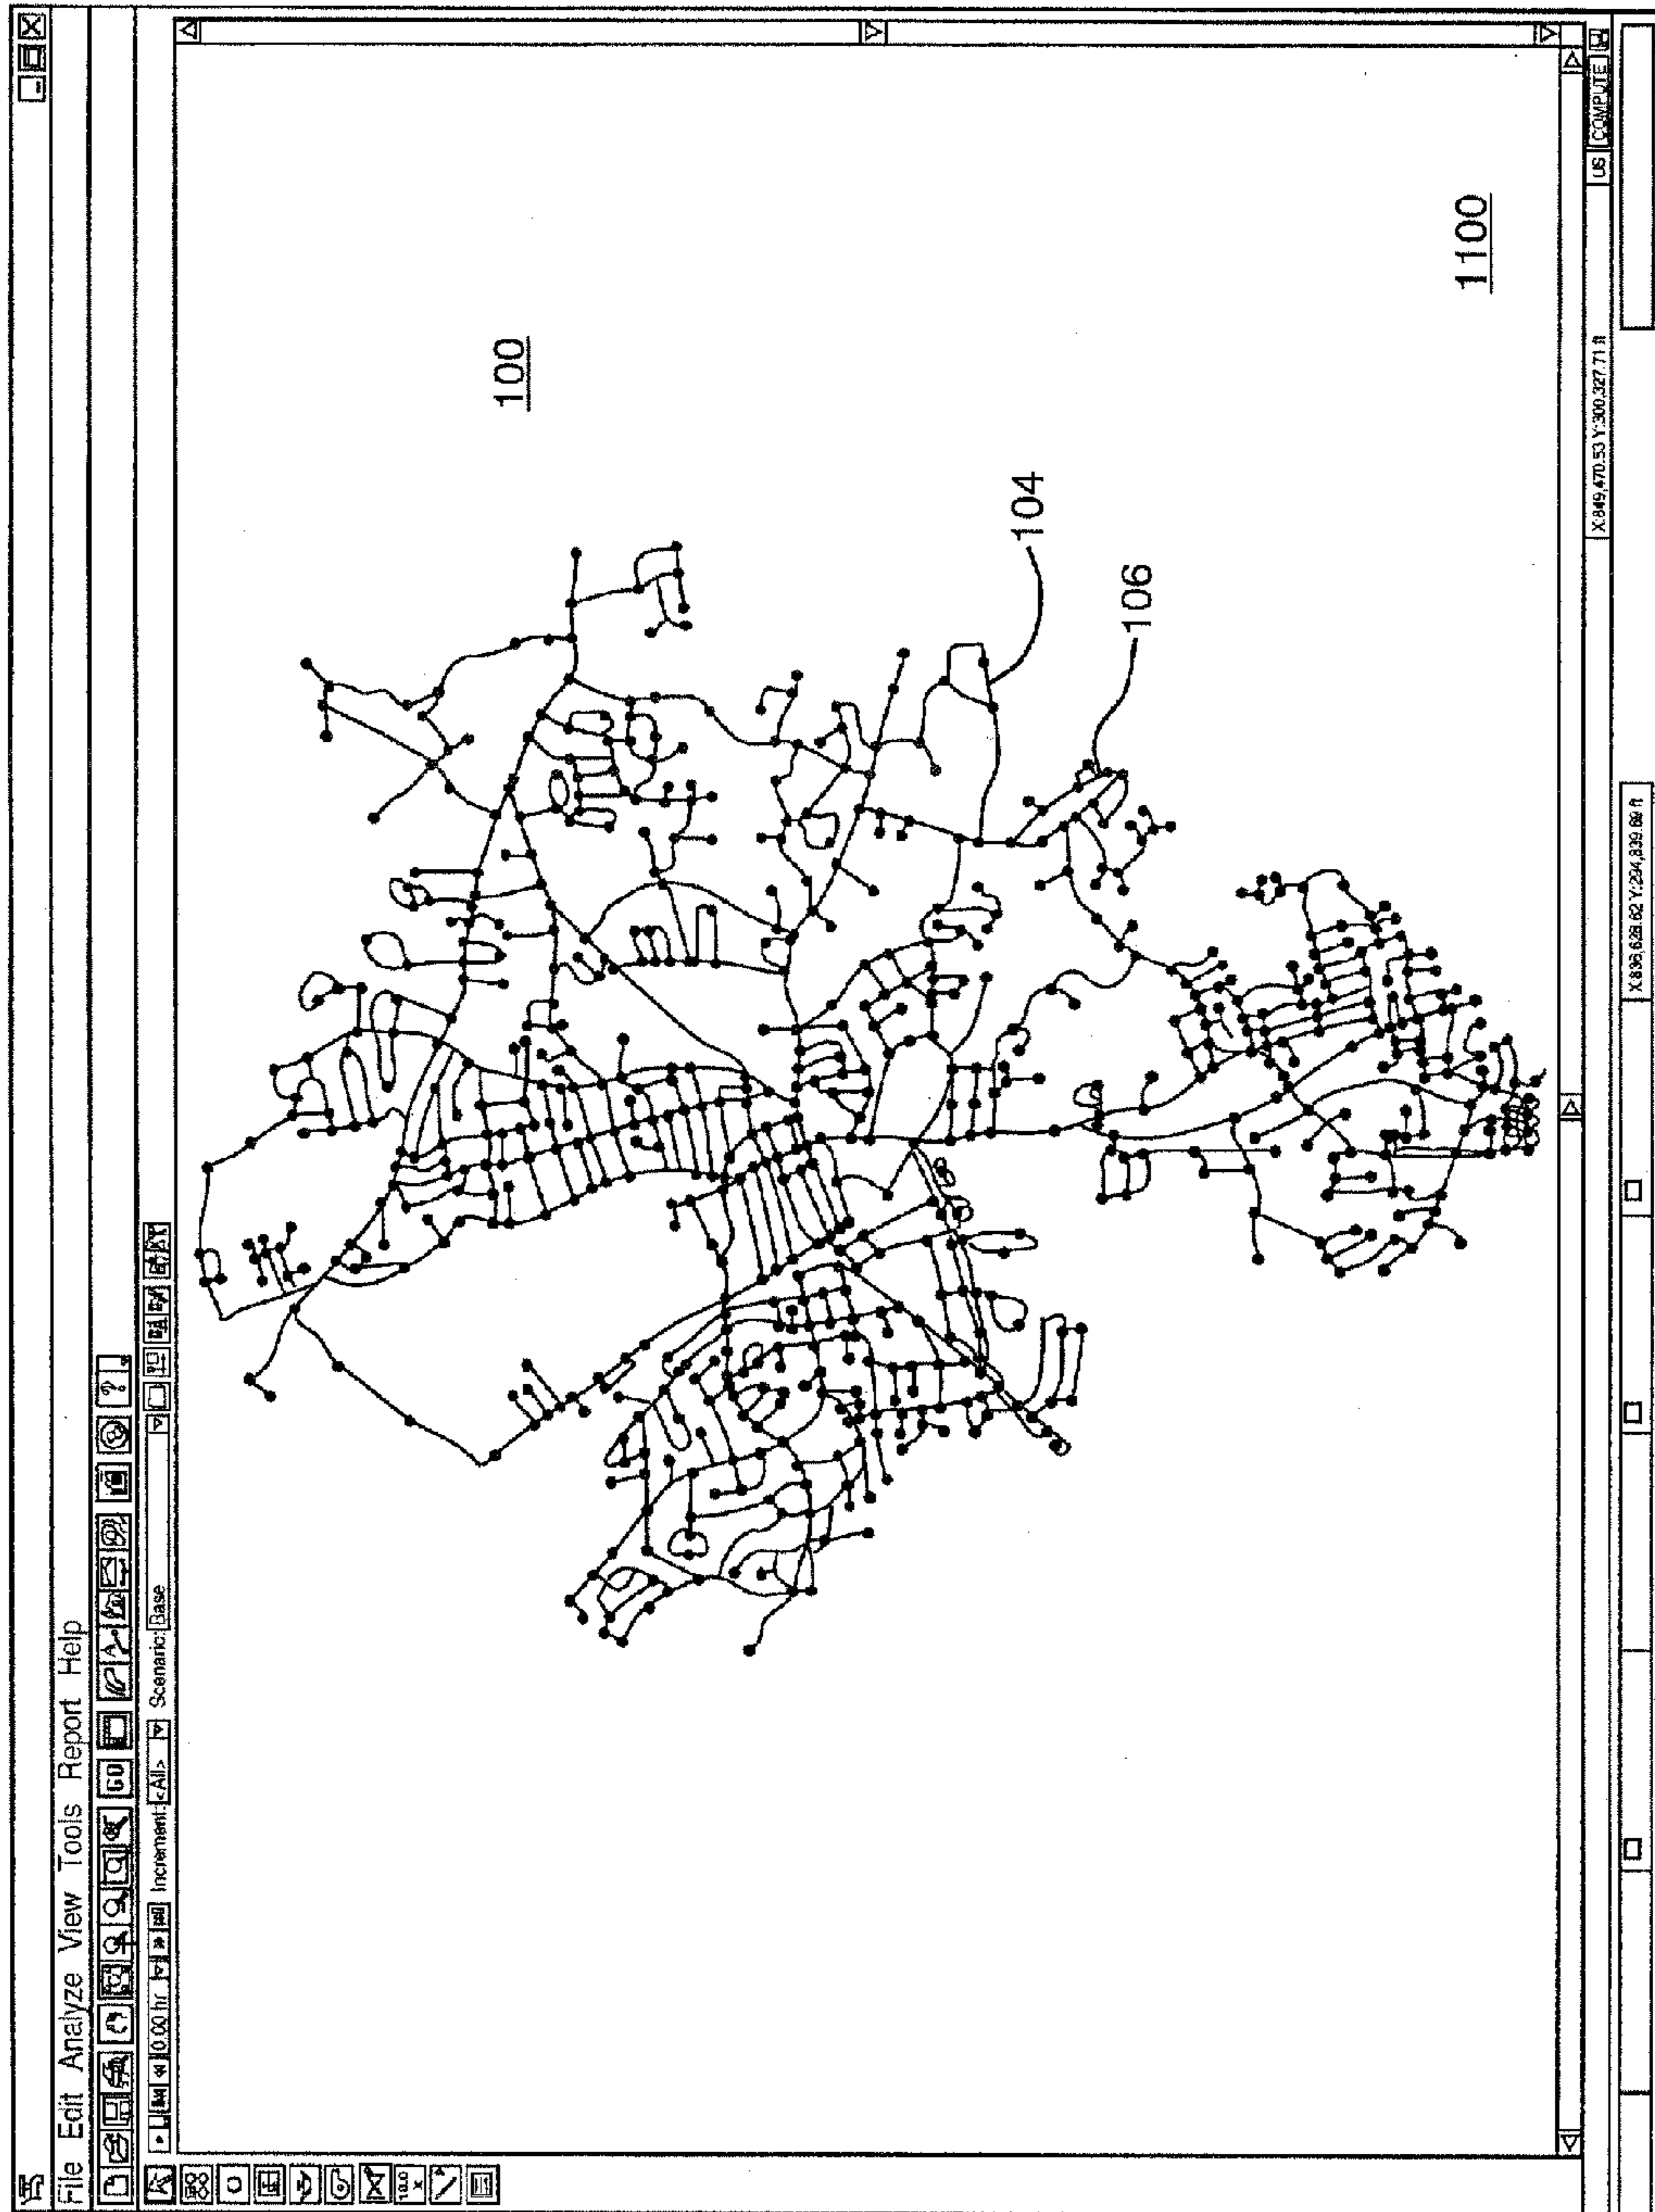 File Edit Analyze View Tools Report Help
GO
?
0.00 hr
Increment: <All>
Scenario: Base
100
104
106
1100
X:849,470.53 Y:300,327.71 ft
US
COMPUTE
X:836,628.62 Y:294,839.69 ft